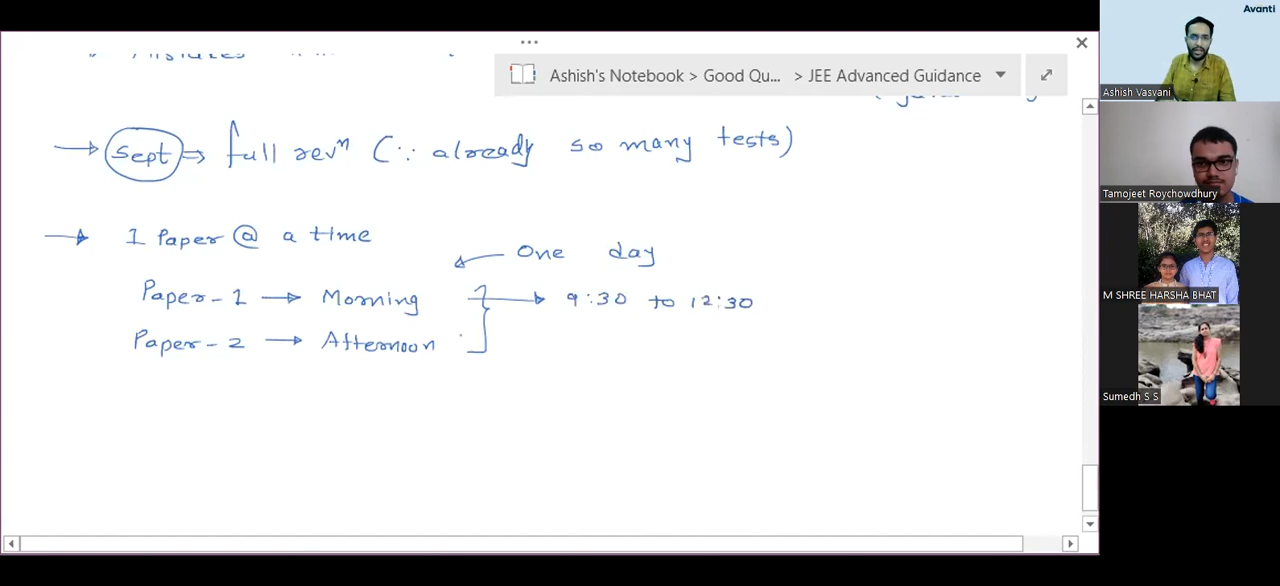 Avanti
Ashish's Notebook > Good Qu... > JEE Advanced Guidance
Ashish Vasvani
→ Sept ⇒ full revⁿ (∵ already so many tests)
Tamojeet Roychowdhury
→ 1 Paper @ a time
← One day
M SHREE HARSHA BHAT
Paper-1 → Morning → 9:30 to 12:30
Paper-2 → Afternoon
Sumedh S S